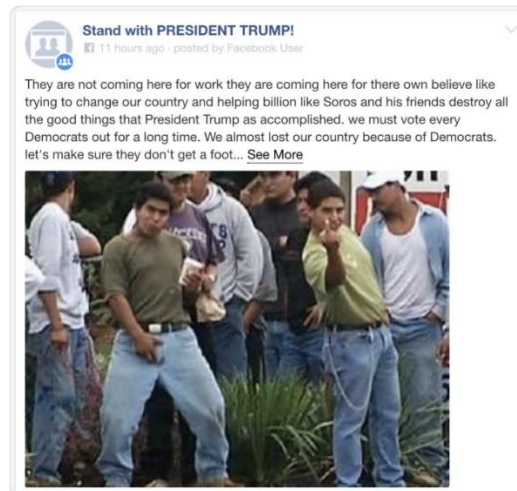 Stand with PRESIDENT TRUMP!
11 hours ago · posted by Facebook User
They are not coming here for work they are coming here for there own believe like
trying to change our country and helping billion like Soros and his friends destroy all
the good things that President Trump as accomplished. we must vote every
Democrats out for a long time. We almost lost our country because of Democrats.
let's make sure they don't get a foot... See More